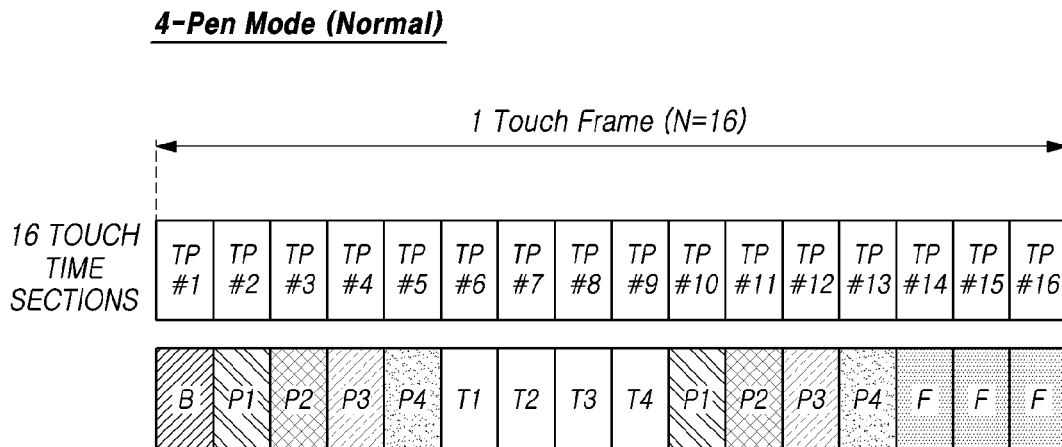 4-Pen Mode (Normal)
1 Touch Frame (N=16)
16 TOUCH
TIME
SECTIONS
TP TP TP TP TP TP TP TP TP TP TP TP TP TP TP TP
#1 #2 #3 #4 #5 #6 #7 #8 #9 #10 #11 #12 #13 #14 #15 #16
B P1 P2 P3 P4 T1 T2 T3 T4 P1 P2 P3 P4 F F F